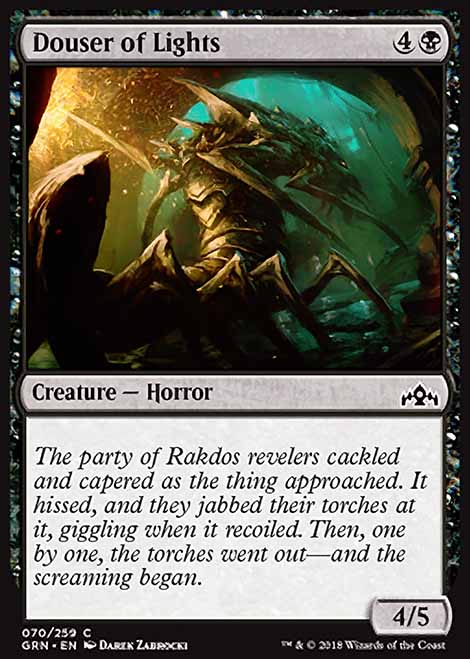 Douser of Lights 4
Creature — Horror
The party of Rakdos revelers cackled
and capered as the thing approached. It
hissed, and they jabbed their torches at
it, giggling when it recoiled. Then, one
by one, the torches went out—and the
screaming began.
4/5
070/259 C
GRN • EN Darek Zabrocki
™ & © 2018 Wizards of the Coast